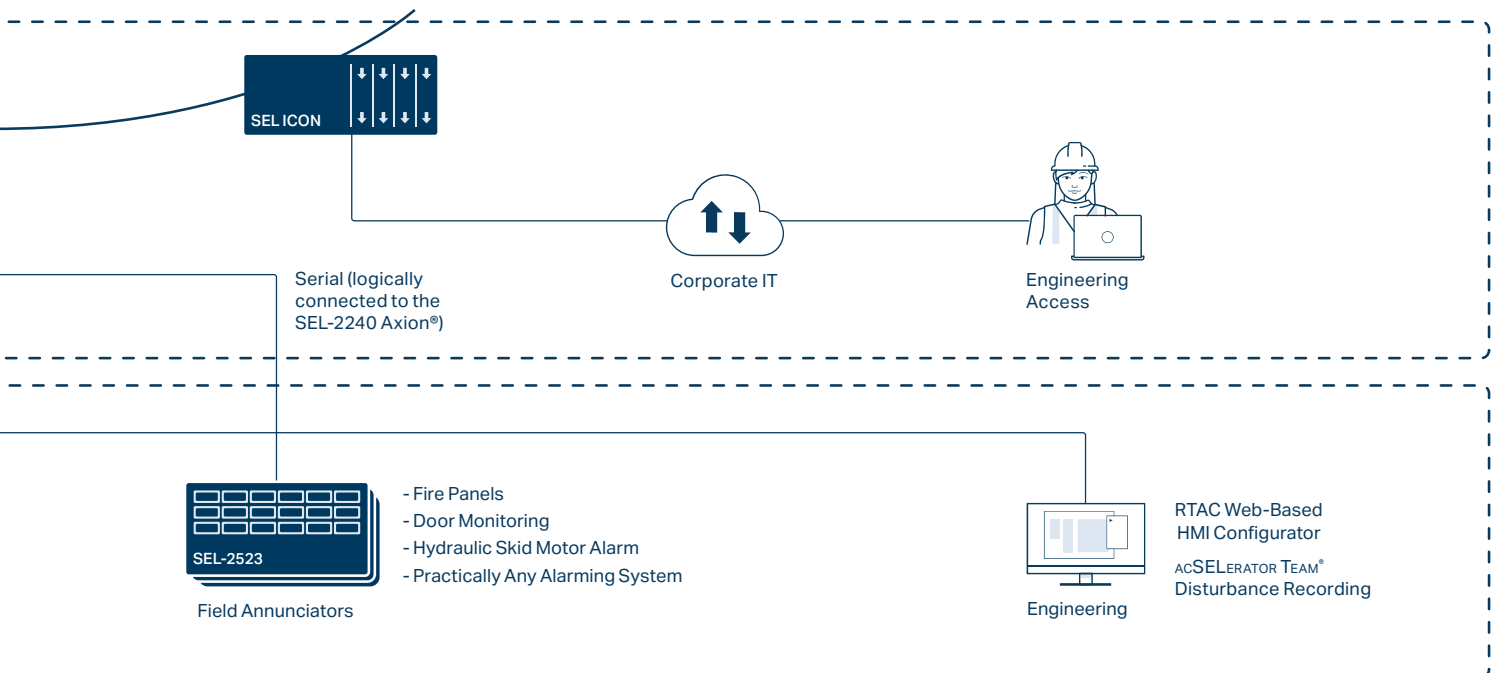 SEL ICON
Serial (logically
connected to the
SEL-2240 Axion®)
Corporate IT
Engineering
Access
SEL-2523
Field Annunciators
- Fire Panels
- Door Monitoring
- Hydraulic Skid Motor Alarm
- Practically Any Alarming System
Engineering
RTAC Web-Based
HMI Configurator
ACSELERATOR TEAM®
Disturbance Recording